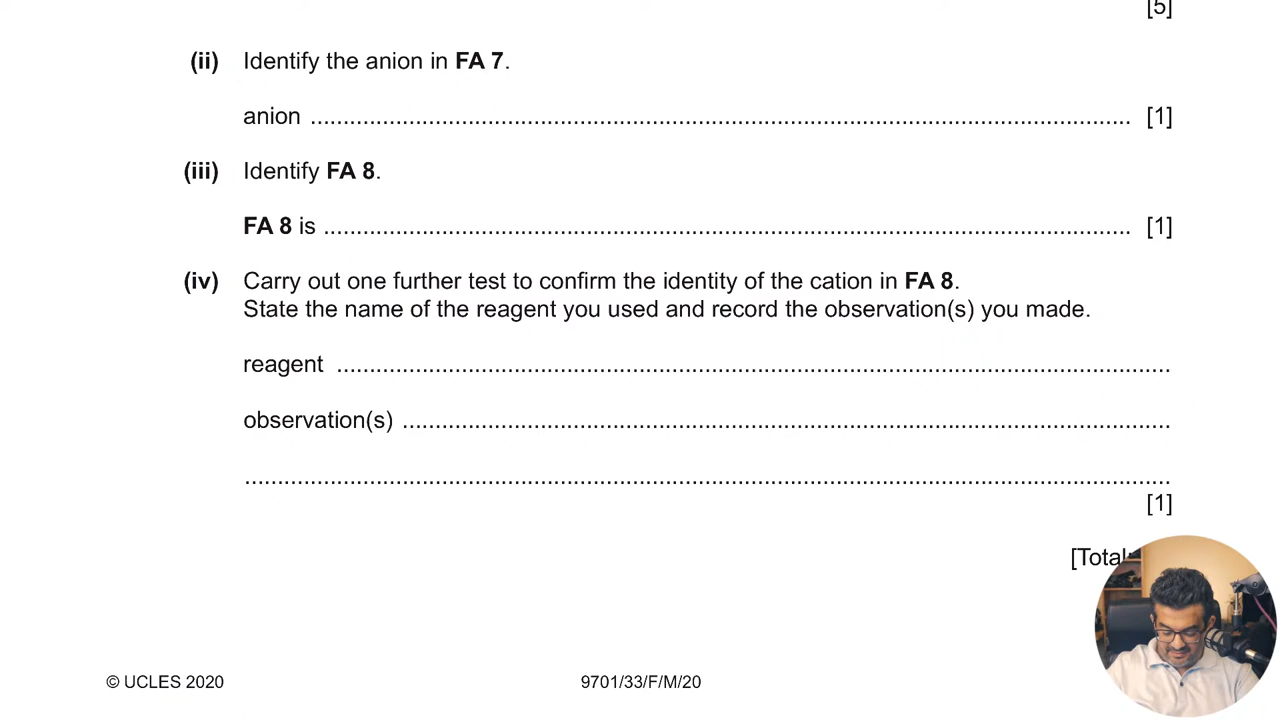 [5]
(ii) Identify the anion in FA 7.
anion ........................................................................................................................... [1]
(iii) Identify FA 8.
FA 8 is ......................................................................................................................... [1]
(iv) Carry out one further test to confirm the identity of the cation in FA 8.
State the name of the reagent you used and record the observation(s) you made.
reagent ..............................................................................................................................
observation(s) ....................................................................................................................
............................................................................................................................................
[1]
[Total:
© UCLES 2020 9701/33/F/M/20